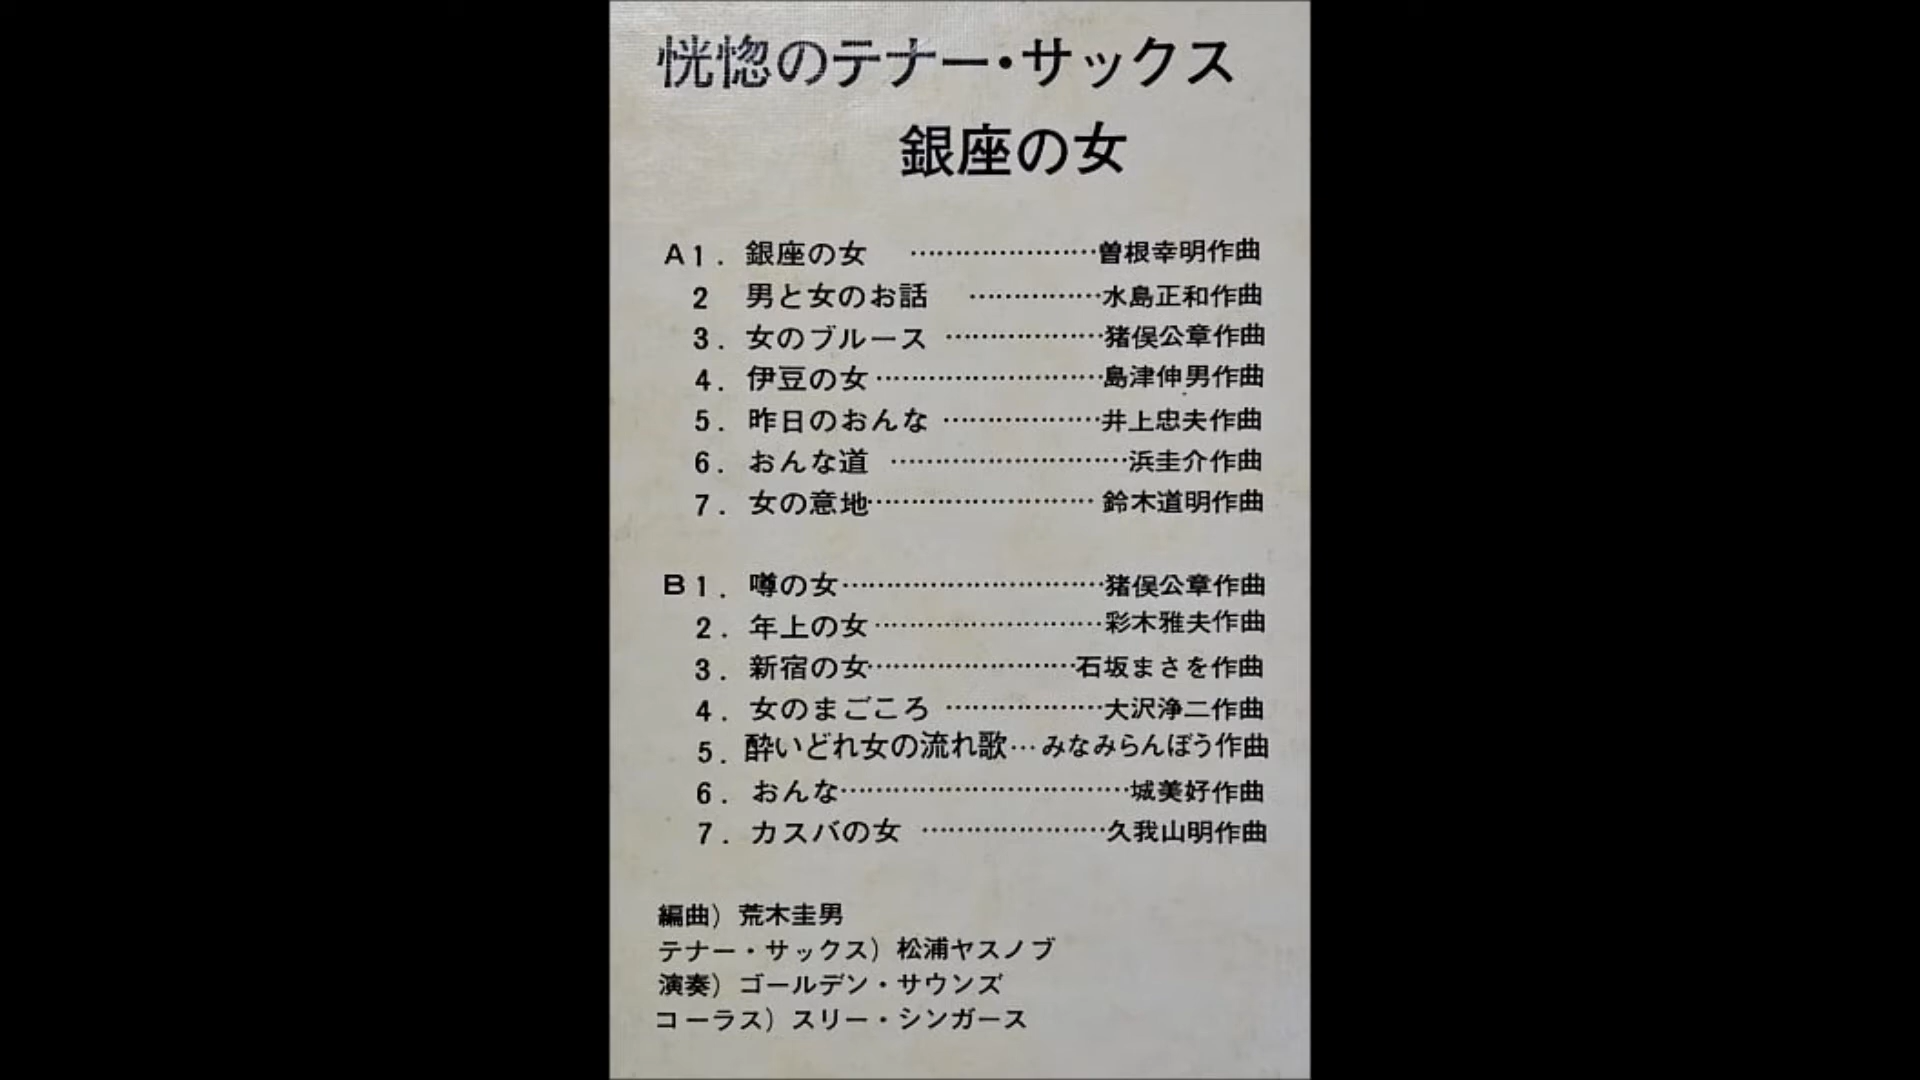 恍惚のテナー・サックス
銀座の女
A1. 銀座の女 …………………曽根幸明作曲
2 男と女のお話 ……………水島正和作曲
3. 女のブルース ………………猪俣公章作曲
4. 伊豆の女………………………島津伸男作曲
5. 昨日のおんな ………………井上忠夫作曲
6. おんな道 ………………………浜圭介作曲
7. 女の意地……………………… 鈴木道明作曲
B1. 噂の女…………………………猪俣公章作曲
2. 年上の女………………………彩木雅夫作曲
3. 新宿の女……………………石坂まさを作曲
4. 女のまごころ ………………大沢浄二作曲
5. 酔いどれ女の流れ歌…みなみらんぼう作曲
6. おんな……………………………城美好作曲
7. カスバの女 …………………久我山明作曲
編曲）荒木圭男
テナー・サックス）松浦ヤスノブ
演奏）ゴールデン・サウンズ
コーラス）スリー・シンガース